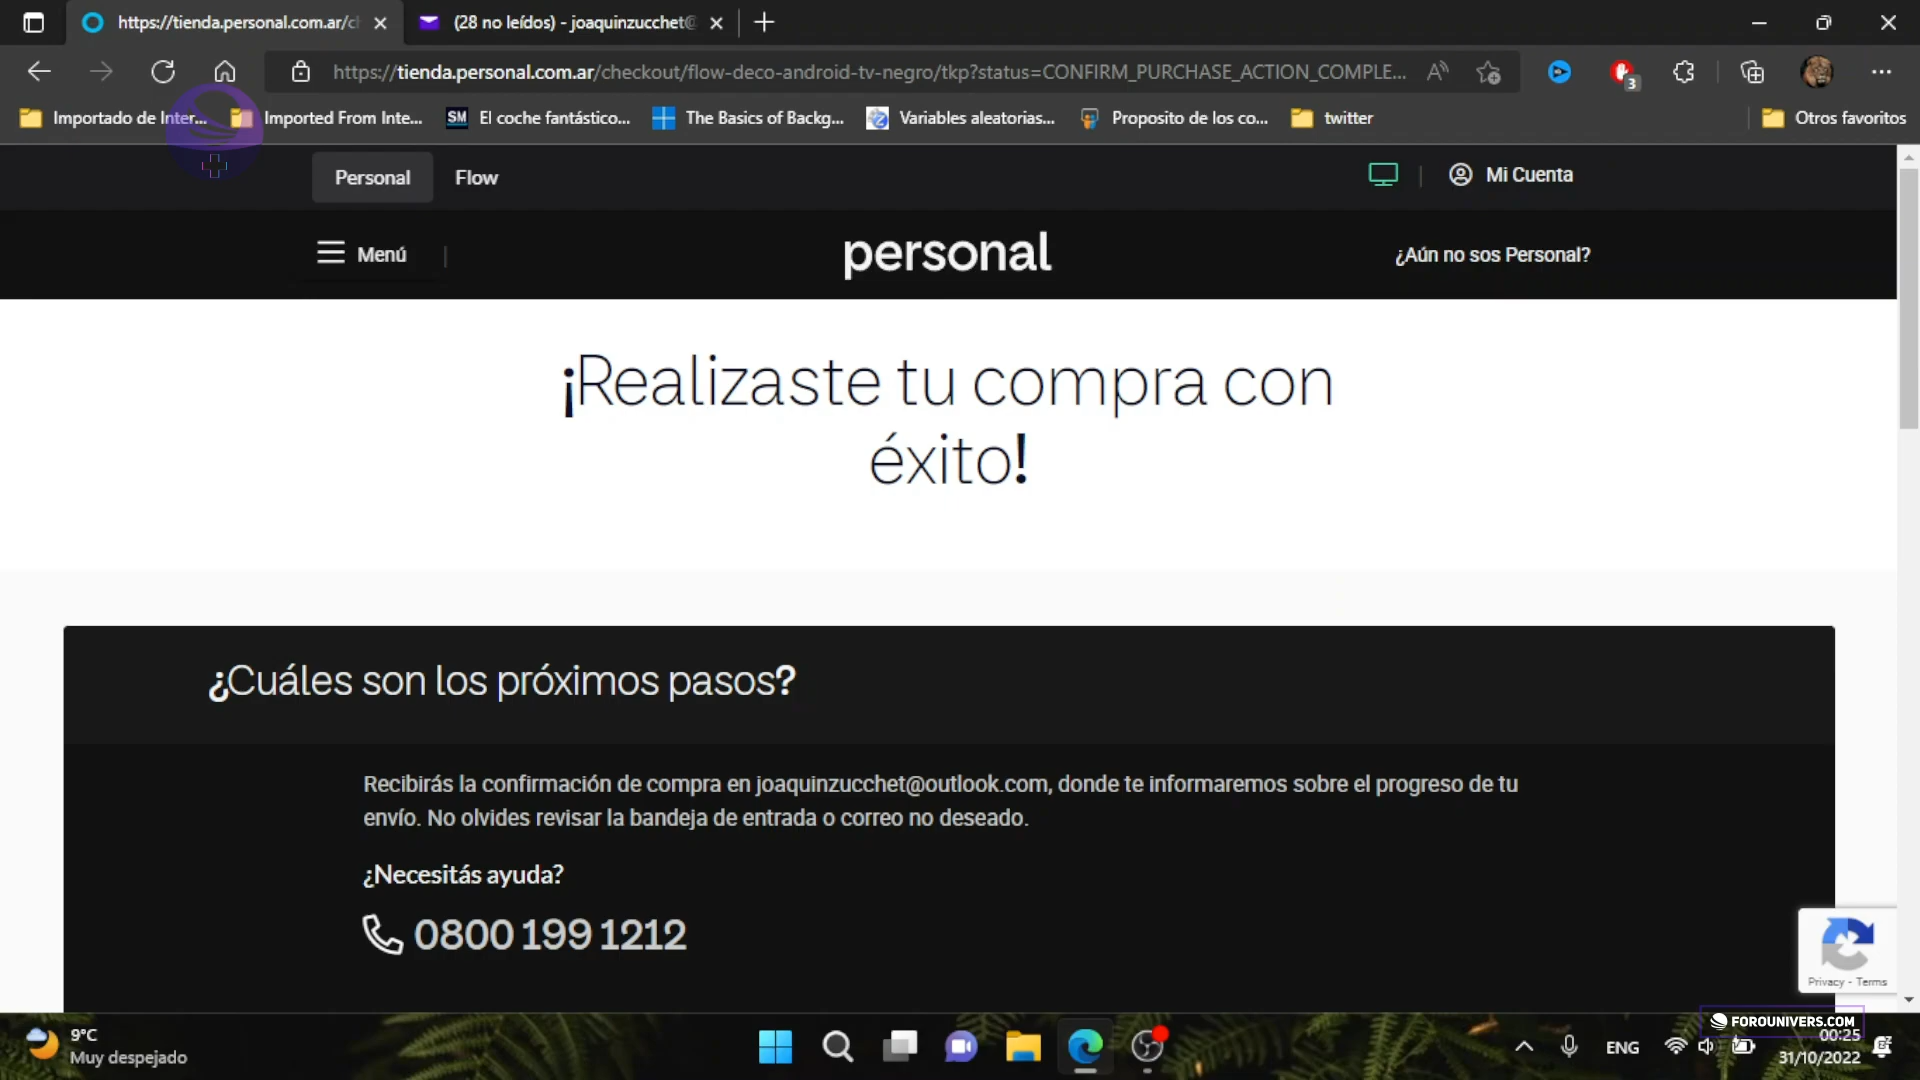 https://tienda.personal.com.ar/cl
(28 no leídos) - joaquinzucchet@
https://tienda.personal.com.ar/checkout/flow-deco-android-tv-negro/tkp?status=CONFIRM_PURCHASE_ACTION_COMPLE...
3
Importado de Inter...
Imported From Inte...
SM
El coche fantástico...
The Basics of Backg...
Variables aleatorias...
Proposito de los co...
twitter
Otros favoritos
Personal
Flow
Mi Cuenta
Menú
personal
¿Aún no sos Personal?
¡Realizaste tu compra con
éxito!
¿Cuáles son los próximos pasos?
Recibirás la confirmación de compra en joaquinzucchet@outlook.com, donde te informaremos sobre el progreso de tu
envío. No olvides revisar la bandeja de entrada o correo no deseado.
¿Necesitás ayuda?
0800 199 1212
Privacy - Terms
9°C
Muy despejado
ENG
FOROUNIVERS.COM
00:25
31/10/2022